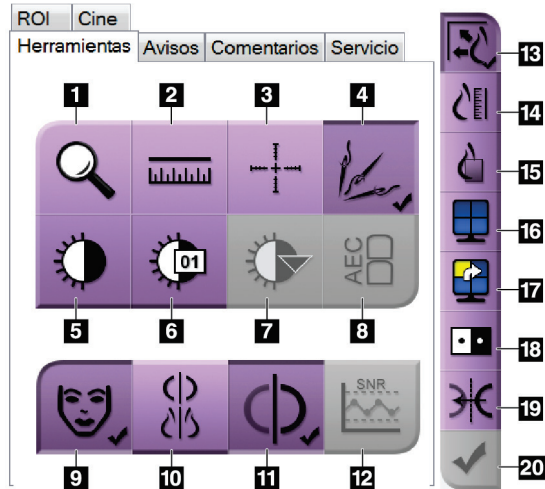 ROI Cine
Herramientas Avisos Comentarios Servicio
1 2 3 4
01
AEC
5 6 7 8
SNR
9 10 11 12
13
14
15
16
17
18
19
20